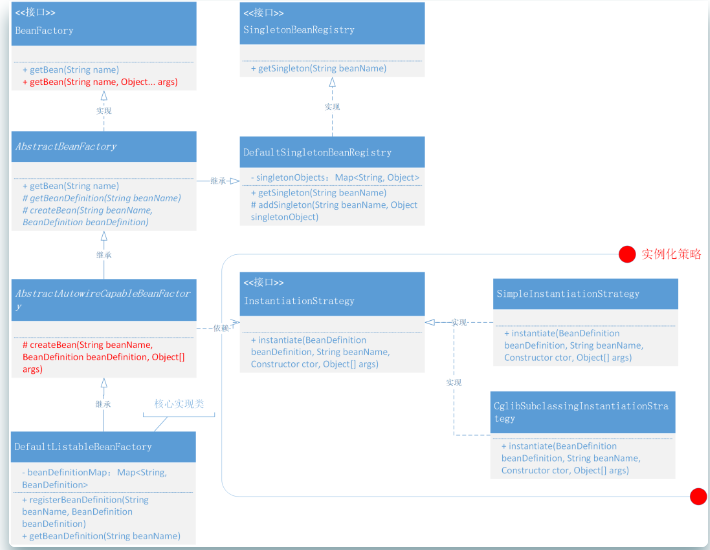 <<接口>>
BeanFactory
+ getBean(String name)
+ getBean(String name, Object... args)
实现
<<接口>>
SingletonBeanRegistry
+ getSingleton(String beanName)
实现
AbstractBeanFactory
+ getBean(String name)
# getBeanDefinition(String beanName)
# createBean(String beanName,
BeanDefinition beanDefinition)
继承
DefaultSingletonBeanRegistry
- singletonObjects：Map<String, Object>
+ getSingleton(String beanName)
# addSingleton(String beanName, Object
singletonObject)
继承
实例化策略
AbstractAutowireCapableBeanFactor
y
# createBean(String beanName,
BeanDefinition beanDefinition, Object[]
args)
依赖
<<接口>>
InstantiationStrategy
+ instantiate(BeanDefinition
beanDefinition, String beanName,
Constructor ctor, Object[] args)
实现
SimpleInstantiationStrategy
+ instantiate(BeanDefinition
beanDefinition, String beanName,
Constructor ctor, Object[] args)
实现
CglibSubclassingInstantiationStra
tegy
+ instantiate(BeanDefinition
beanDefinition, String beanName,
Constructor ctor, Object[] args)
继承
核心实现类
DefaultListableBeanFactory
- beanDefinitionMap：Map<String,
BeanDefinition>
+ registerBeanDefinition(String
beanName, BeanDefinition
beanDefinition)
+ getBeanDefinition(String beanName)